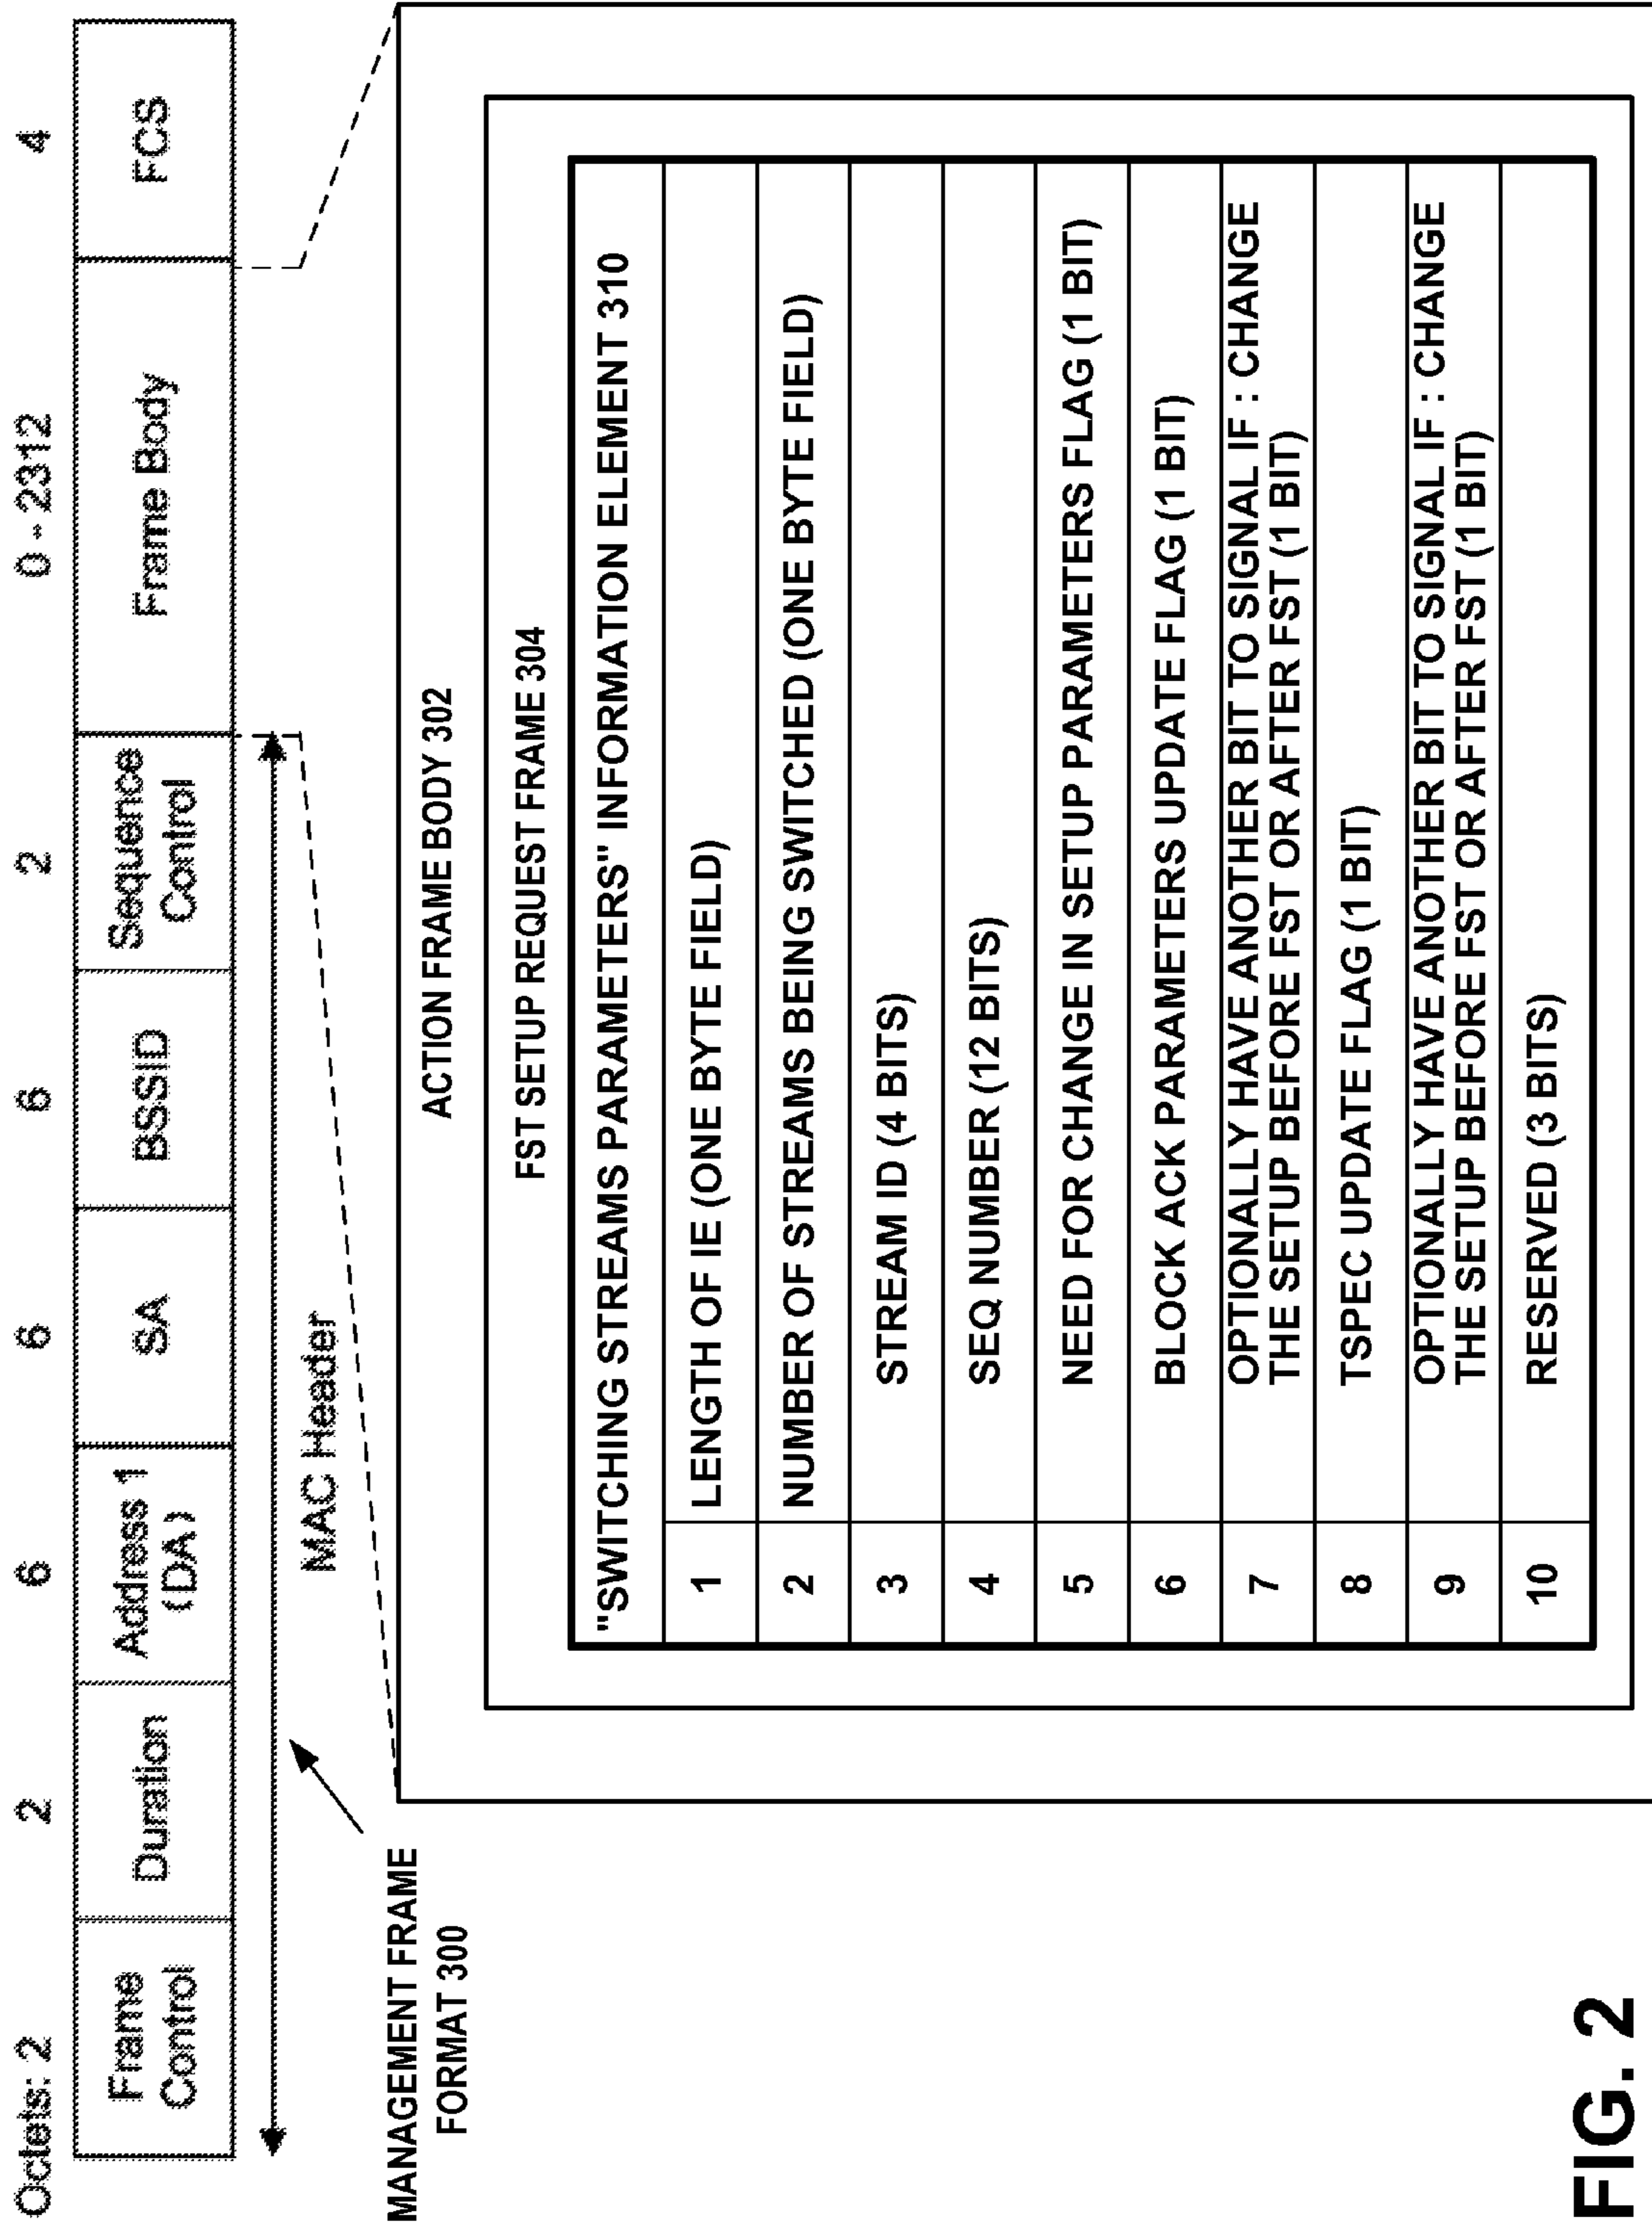 Octets: 2 2 6 6 6 2 0 - 2312 4
Frame Control Duration Address 1 (DA) SA BSSID Sequence Control Frame Body FCS
MAC Header
MANAGEMENT FRAME
FORMAT 300
ACTION FRAME BODY 302
FST SETUP REQUEST FRAME 304
"SWITCHING STREAMS PARAMETERS" INFORMATION ELEMENT 310
1 LENGTH OF IE (ONE BYTE FIELD)
2 NUMBER OF STREAMS BEING SWITCHED (ONE BYTE FIELD)
3 STREAM ID (4 BITS)
4 SEQ NUMBER (12 BITS)
5 NEED FOR CHANGE IN SETUP PARAMETERS FLAG (1 BIT)
6 BLOCK ACK PARAMETERS UPDATE FLAG (1 BIT)
7 OPTIONALLY HAVE ANOTHER BIT TO SIGNAL IF : CHANGE
THE SETUP BEFORE FST OR AFTER FST (1 BIT)
8 TSPEC UPDATE FLAG (1 BIT)
9 OPTIONALLY HAVE ANOTHER BIT TO SIGNAL IF : CHANGE
THE SETUP BEFORE FST OR AFTER FST (1 BIT)
10 RESERVED (3 BITS)
FIG. 2